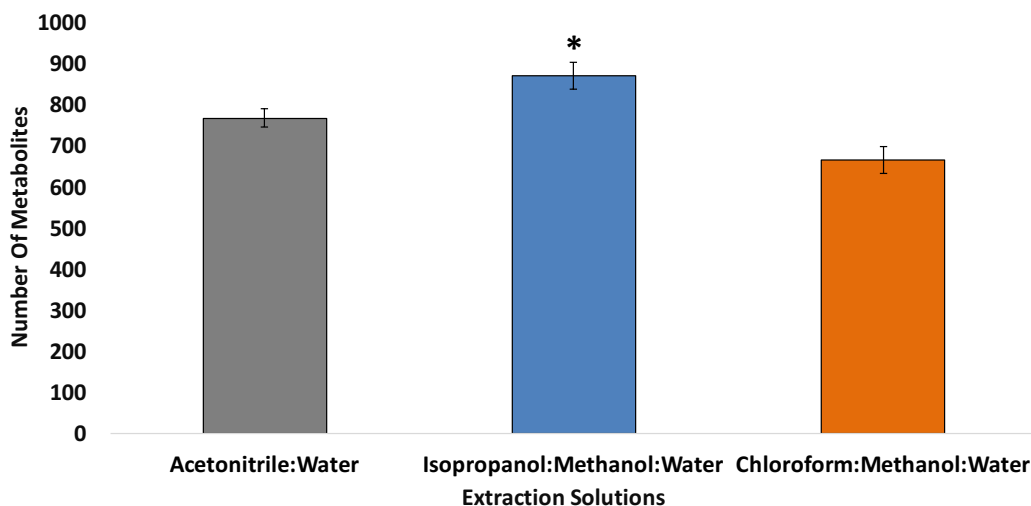 1000
900
800
700
600
500
400
300
200
100
0
Number Of Metabolites
*
Acetonitrile:Water
Isopropanol:Methanol:Water
Chloroform:Methanol:Water
Extraction Solutions